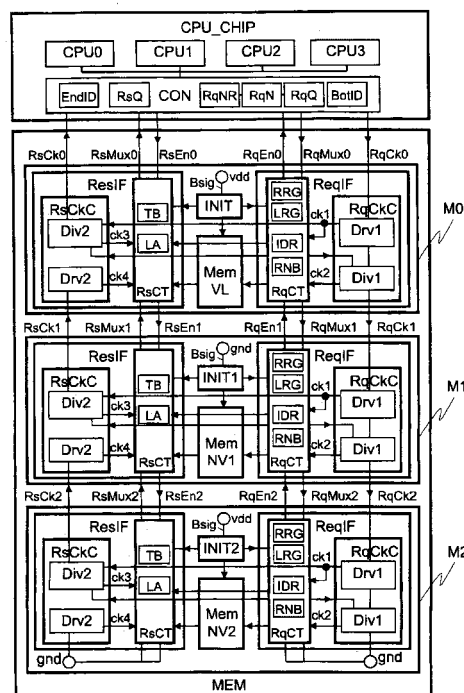 CPU_CHIP
CPU0 CPU1 CPU2 CPU3
EndID RsQ CON RqNR RqN RqQ BotID
RsCk0 RsMux0 RsEn0 RqEn0 RqMux0 RqCk0
Bsig vdd
RsCkC ResIF TB INIT RRG LRG ReqIF RqCkC M0
Div2 ck3 LA IDR ck1 Drv1
Drv2 ck4 RsCT Mem VL RNB RqCT ck2 Div1
RsCk1 RsMux1 RsEn1 RqEn1 RqMux1 RqCk1
Bsig gnd
RsCkC ResIF TB INIT1 RRG LRG ReqIF RqCkC M1
Div2 ck3 LA IDR ck1 Drv1
Drv2 ck4 RsCT Mem NV1 RNB RqCT ck2 Div1
RsCk2 RsMux2 RsEn2 RqEn2 RqMux2 RqCk2
Bsig vdd
RsCkC ResIF TB INIT2 RRG LRG ReqIF RqCkC M2
Div2 ck3 LA IDR ck1 Drv1
Drv2 ck4 RsCT Mem NV2 RNB RqCT ck2 Div1
gnd gnd
MEM